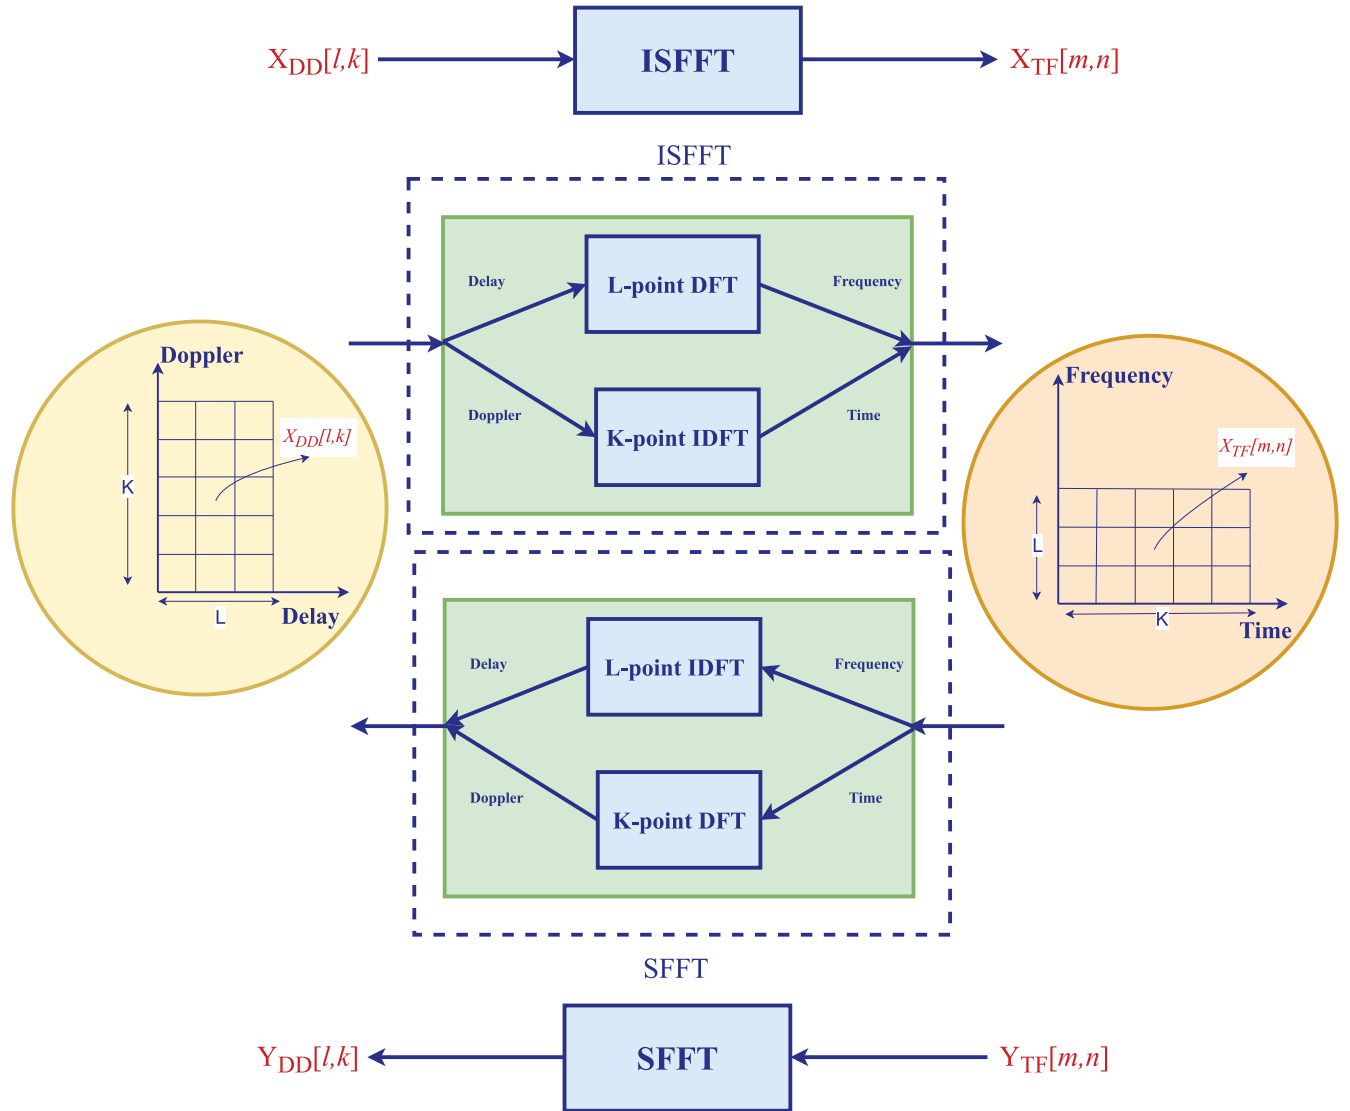 X_DD[l,k]
ISFFT
X_TF[m,n]
ISFFT
Delay
L-point DFT
Frequency
Doppler
K-point IDFT
Time
Doppler
X_DD[l,k]
K
L
Delay
Frequency
X_TF[m,n]
L
K
Time
Delay
L-point IDFT
Frequency
Doppler
K-point DFT
Time
SFFT
Y_DD[l,k]
SFFT
Y_TF[m,n]